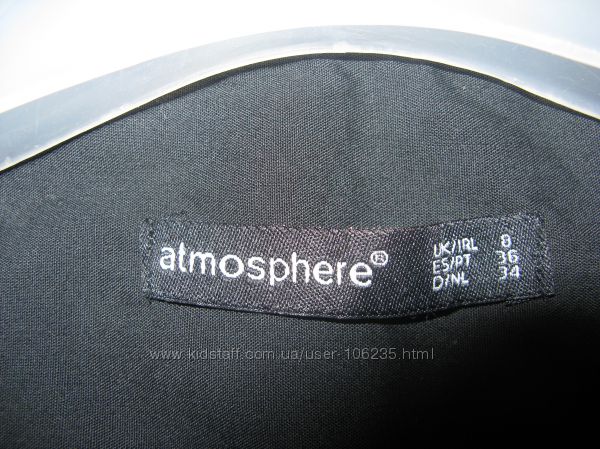 atmosphere®
UK/IRL 8
ES/PT 36
D/NL 34
www.kidstaff.com.ua/user-106235.html